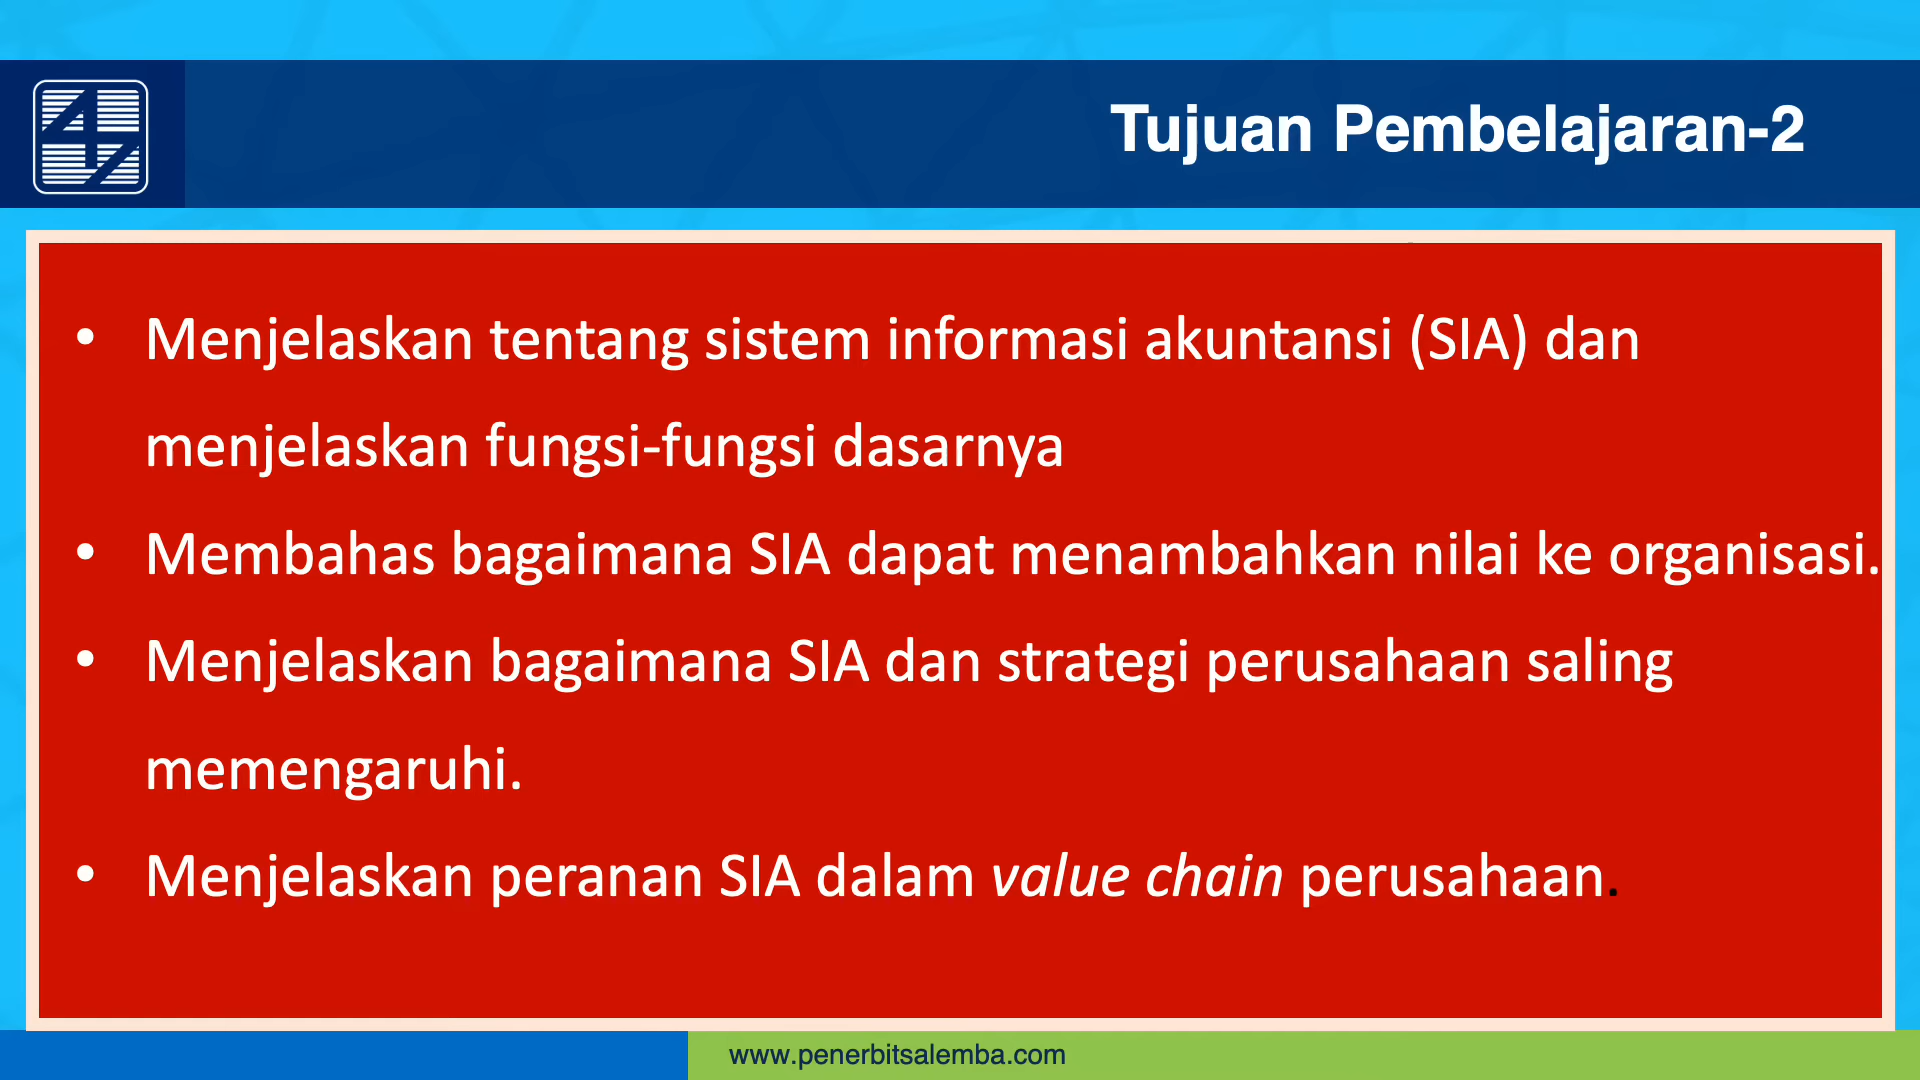 Tujuan Pembelajaran-2
• Menjelaskan tentang sistem informasi akuntansi (SIA) dan
menjelaskan fungsi-fungsi dasarnya
• Membahas bagaimana SIA dapat menambahkan nilai ke organisasi.
• Menjelaskan bagaimana SIA dan strategi perusahaan saling
memengaruhi.
• Menjelaskan peranan SIA dalam value chain perusahaan.
www.penerbitsalemba.com